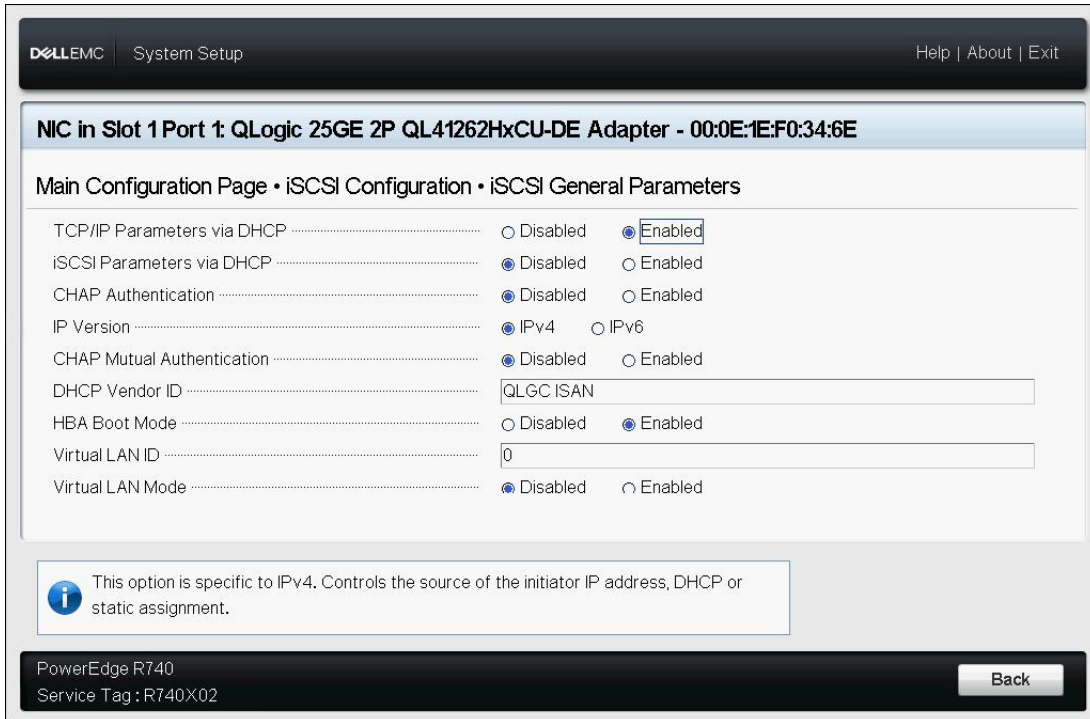 DELLEMC System Setup Help | About | Exit
NIC in Slot 1 Port 1: QLogic 25GE 2P QL41262HxCU-DE Adapter - 00:0E:1E:F0:34:6E
Main Configuration Page • iSCSI Configuration • iSCSI General Parameters
TCP/IP Parameters via DHCP Disabled Enabled
iSCSI Parameters via DHCP Disabled Enabled
CHAP Authentication Disabled Enabled
IP Version IPv4 IPv6
CHAP Mutual Authentication Disabled Enabled
DHCP Vendor ID QLGC ISAN
HBA Boot Mode Disabled Enabled
Virtual LAN ID 0
Virtual LAN Mode Disabled Enabled
This option is specific to IPv4. Controls the source of the initiator IP address, DHCP or
static assignment.
PowerEdge R740
Service Tag : R740X02
Back